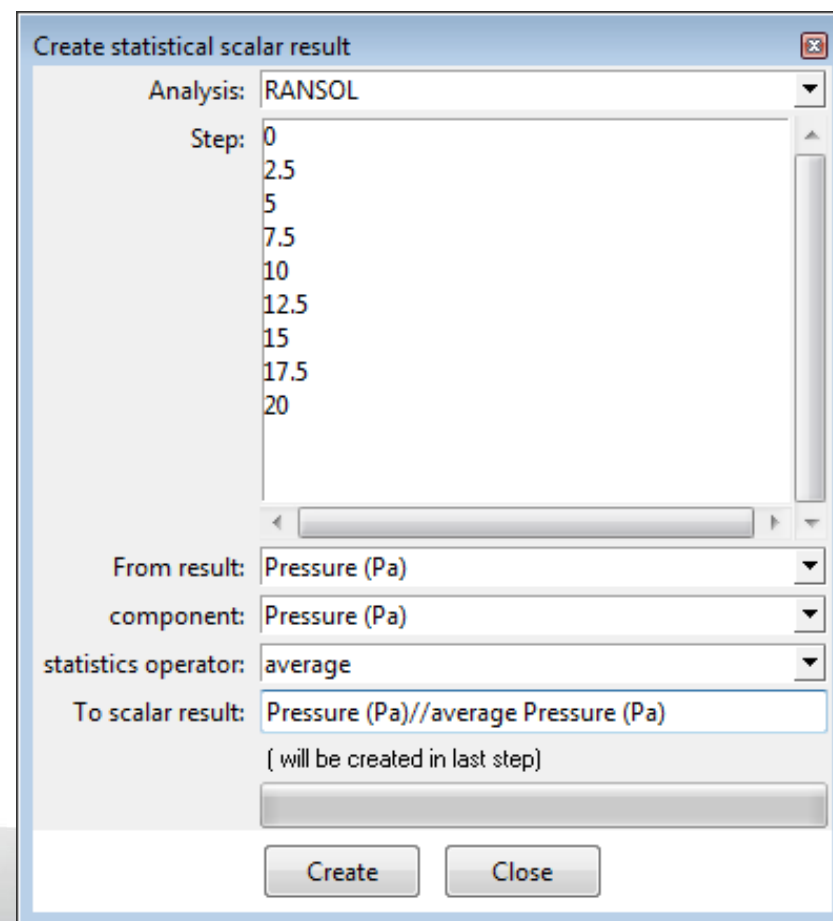 Create statistical scalar result
Analysis: RANSOL
Step: 0
2.5
5
7.5
10
12.5
15
17.5
20
From result: Pressure (Pa)
component: Pressure (Pa)
statistics operator: average
To scalar result: Pressure (Pa)//average Pressure (Pa)
( will be created in last step)
Create Close